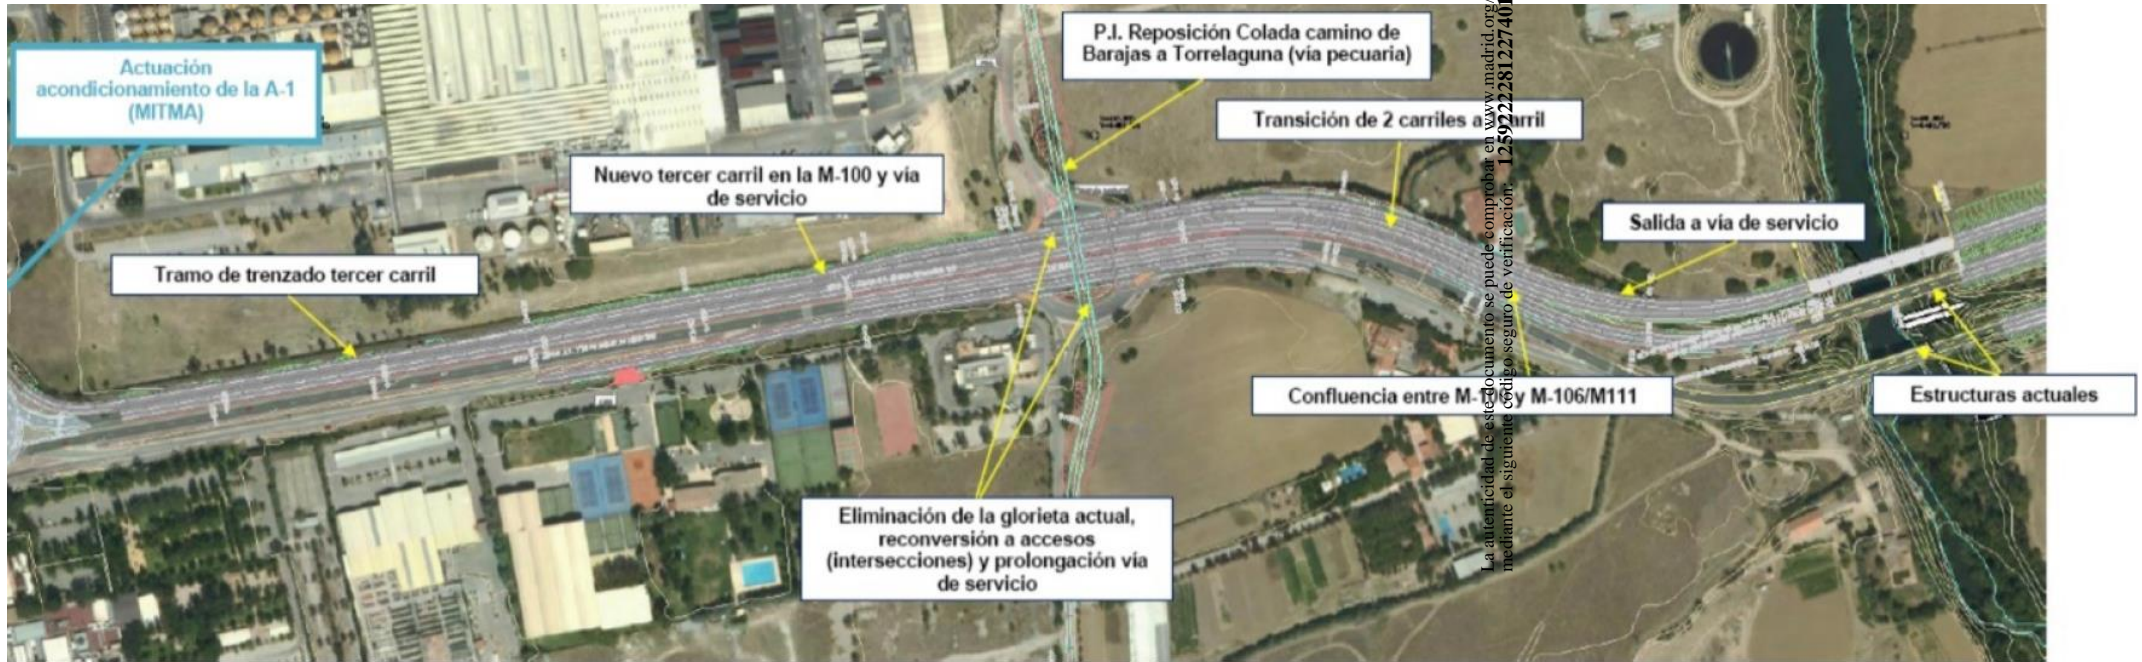 Actuación
acondicionamiento de la A-1
(MITMA)
P.I. Reposición Colada camino de
Barajas a Torrelaguna (vía pecuaria)
Transición de 2 carriles a carril
Nuevo tercer carril en la M-100 y vía
de servicio
Salida a vía de servicio
Tramo de trenzado tercer carril
Confluencia entre M-100 y M-106/M111
Estructuras actuales
Eliminación de la glorieta actual,
reconversión a accesos
(intersecciones) y prolongación vía
de servicio
La autenticidad de este documento se puede comprobar en www.madrid.org/
mediante el siguiente código seguro de verificación: 1259222281227401